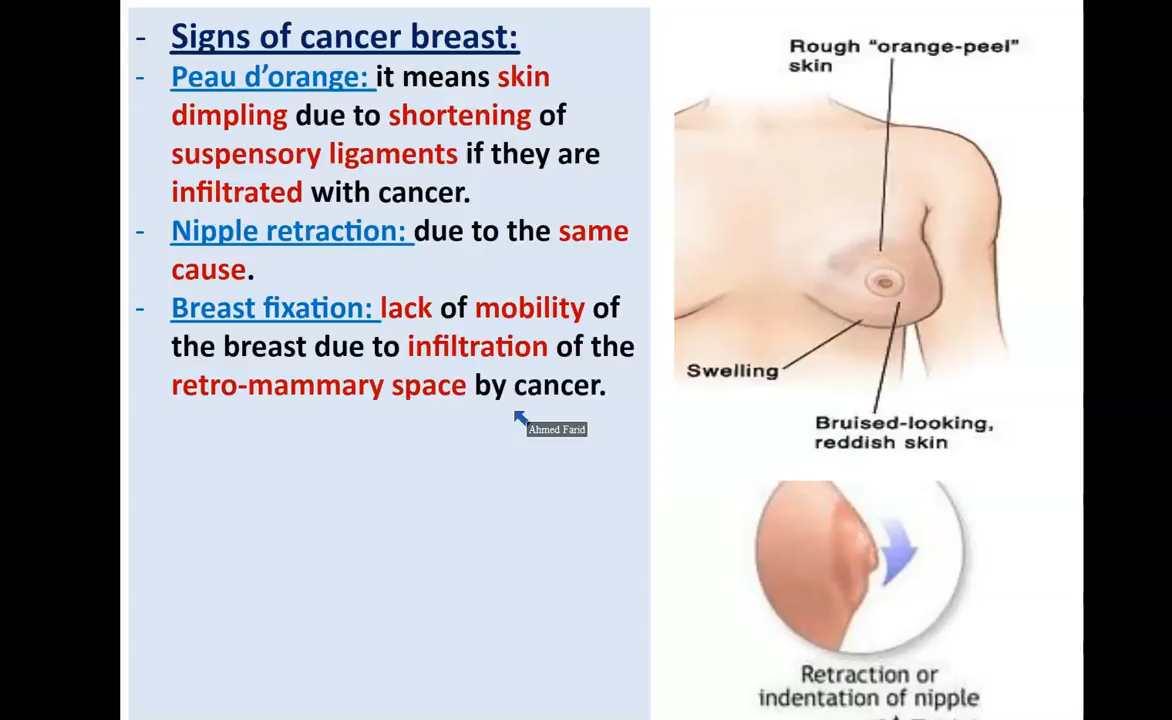 - Signs of cancer breast:
- Peau d’orange: it means skin
dimpling due to shortening of
suspensory ligaments if they are
infiltrated with cancer.
- Nipple retraction: due to the same
cause.
- Breast fixation: lack of mobility of
the breast due to infiltration of the
retro-mammary space by cancer.
Ahmed Farid
Rough “orange-peel”
skin
Swelling
Bruised-looking,
reddish skin
Retraction or
indentation of nipple